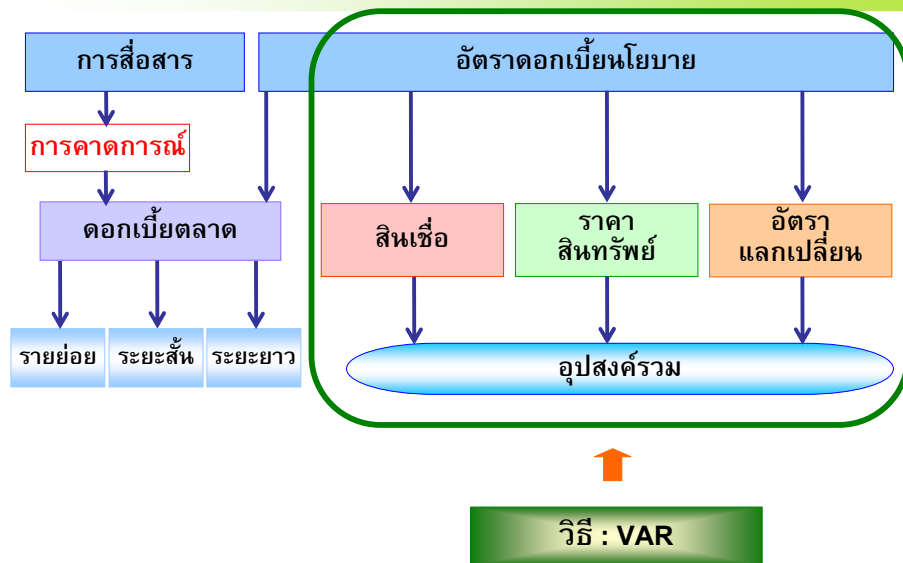 การสื่อสาร
อัตราดอกเบี้ยนโยบาย
การคาดการณ์
ดอกเบี้ยตลาด
สินเชื่อ
ราคา
สินทรัพย์
อัตรา
แลกเปลี่ยน
รายย่อย
ระยะสั้น
ระยะยาว
อุปสงค์รวม
วิธี : VAR